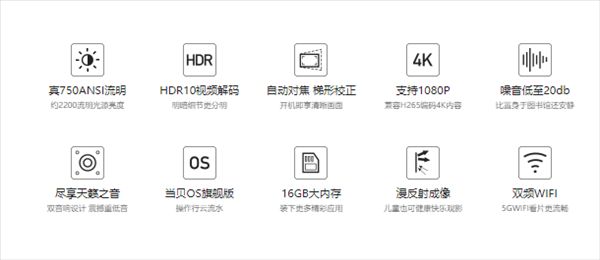 HDR
4K
真750ANSI流明
HDR10视频解码
自动对焦 梯形校正
支持1080P
噪音低至20db
约2200流明光源亮度
明暗细节更分明
开机即享清晰画面
兼容H265编码4K内容
比置身于图书馆还安静
OS
尽享天籁之音
当贝OS旗舰版
16GB大内存
漫反射成像
双频WIFI
双音响设计 震撼重低音
操作行云流水
装下更多精彩应用
儿童也可健康快乐观影
5GWIFI看片更流畅